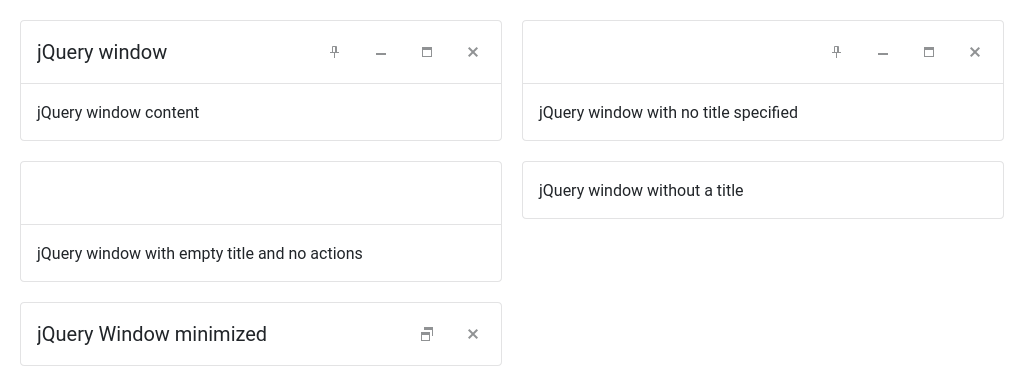 jQuery window
jQuery window content
jQuery window with no title specified
jQuery window with empty title and no actions
jQuery window without a title
jQuery Window minimized